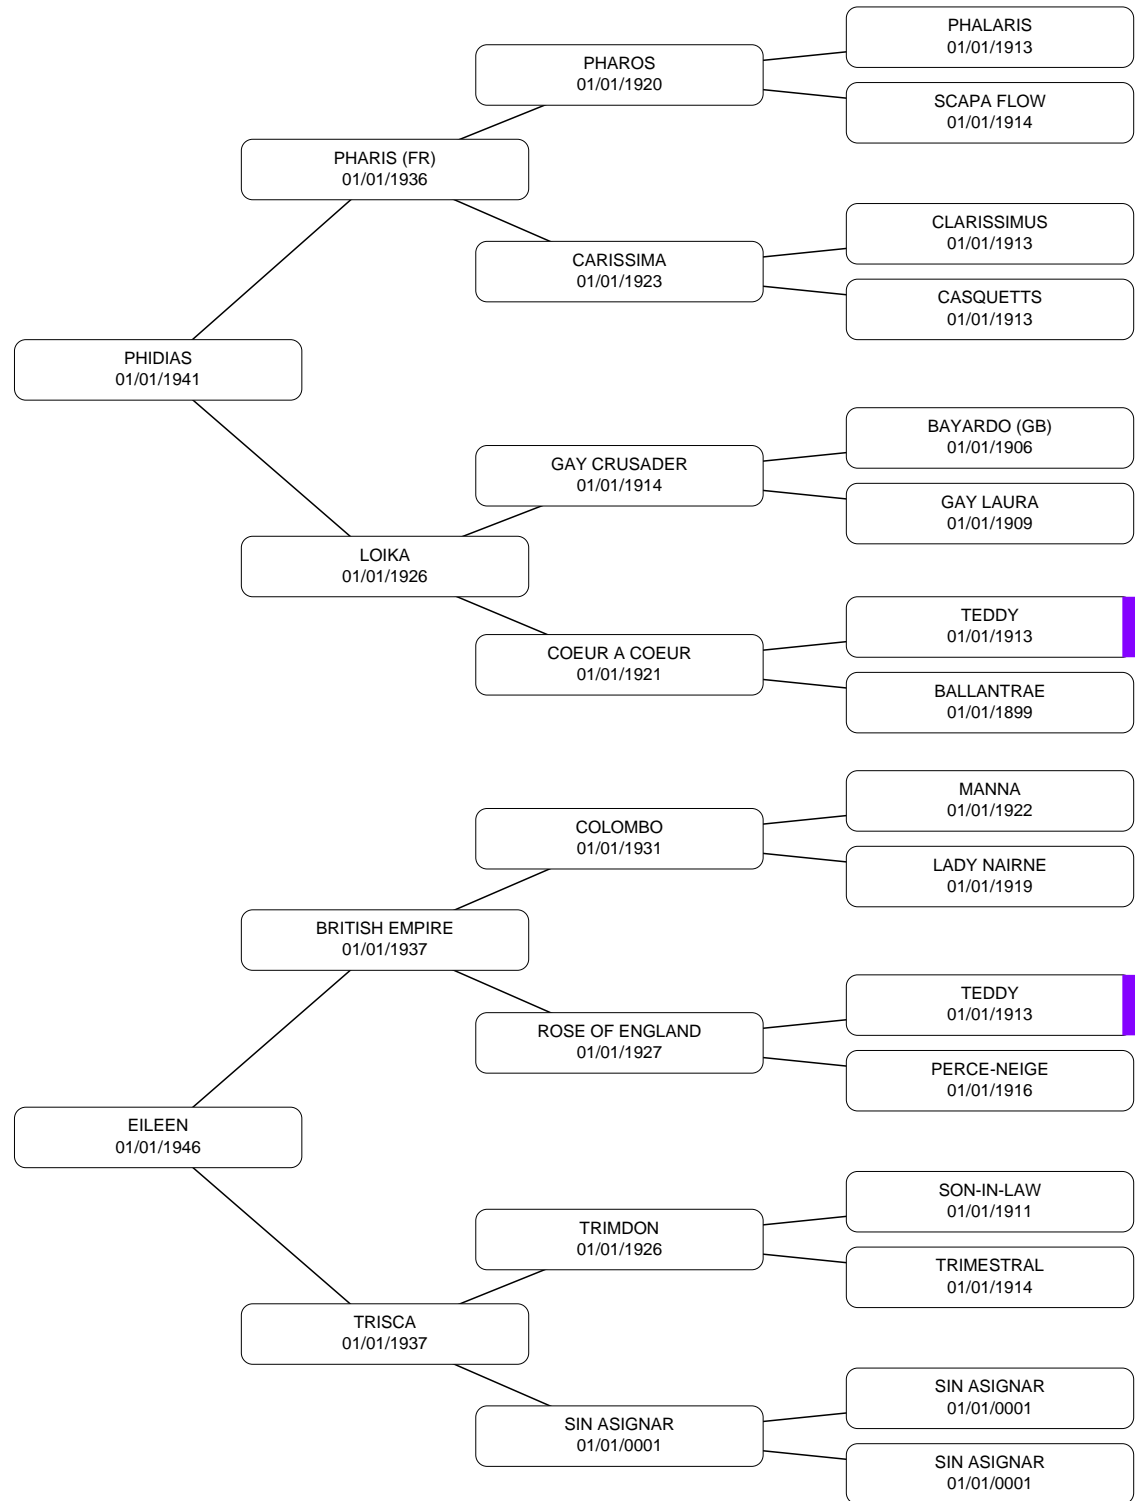 PHALARIS
01/01/1913
PHAROS
01/01/1920
SCAPA FLOW
01/01/1914
PHARIS (FR)
01/01/1936
CLARISSIMUS
01/01/1913
CARISSIMA
01/01/1923
CASQUETTS
01/01/1913
PHIDIAS
01/01/1941
BAYARDO (GB)
01/01/1906
GAY CRUSADER
01/01/1914
GAY LAURA
01/01/1909
LOIKA
01/01/1926
TEDDY
01/01/1913
COEUR A COEUR
01/01/1921
BALLANTRAE
01/01/1899
MANNA
01/01/1922
COLOMBO
01/01/1931
LADY NAIRNE
01/01/1919
BRITISH EMPIRE
01/01/1937
TEDDY
01/01/1913
ROSE OF ENGLAND
01/01/1927
PERCE-NEIGE
01/01/1916
EILEEN
01/01/1946
SON-IN-LAW
01/01/1911
TRIMDON
01/01/1926
TRIMESTRAL
01/01/1914
TRISCA
01/01/1937
SIN ASIGNAR
01/01/0001
SIN ASIGNAR
01/01/0001
SIN ASIGNAR
01/01/0001